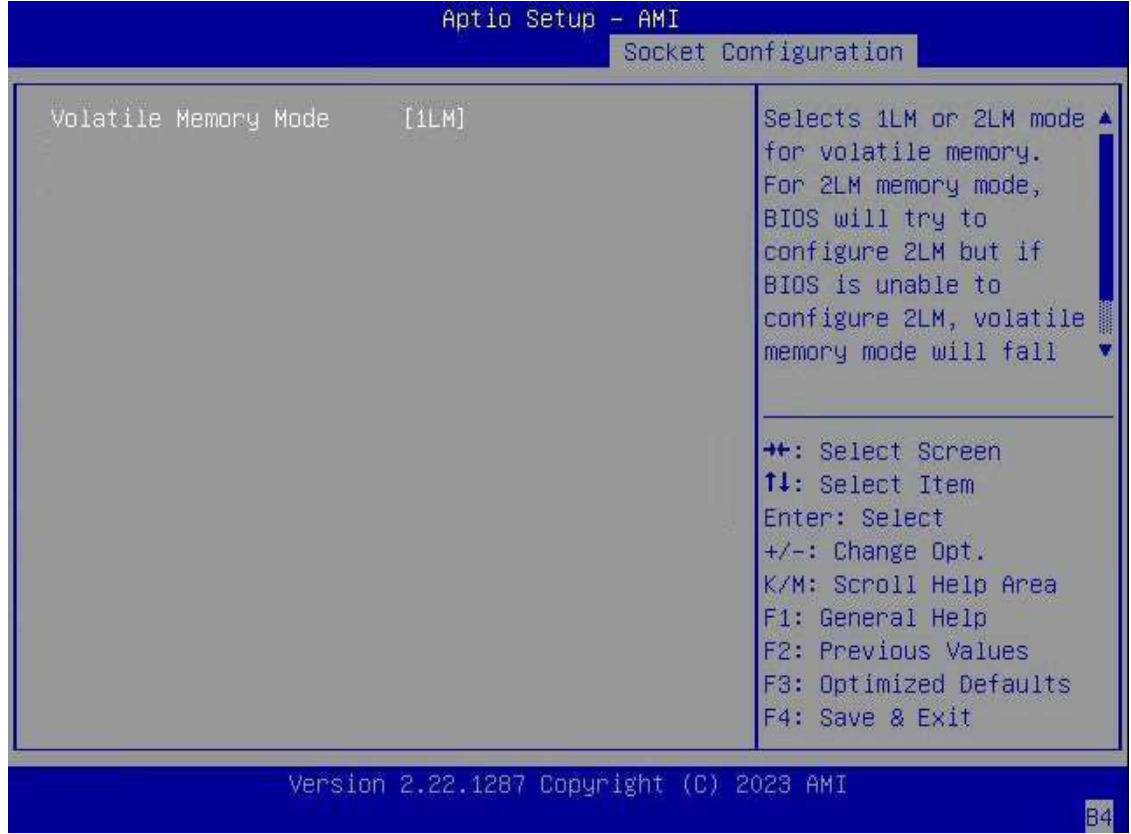 Aptio Setup – AMI
Socket Configuration
Volatile Memory Mode [1LM]
Selects 1LM or 2LM mode
for volatile memory.
For 2LM memory mode,
BIOS will try to
configure 2LM but if
BIOS is unable to
configure 2LM, volatile
memory mode will fall
→←: Select Screen
↑↓: Select Item
Enter: Select
+/-: Change Opt.
K/M: Scroll Help Area
F1: General Help
F2: Previous Values
F3: Optimized Defaults
F4: Save & Exit
Version 2.22.1287 Copyright (C) 2023 AMI
B4